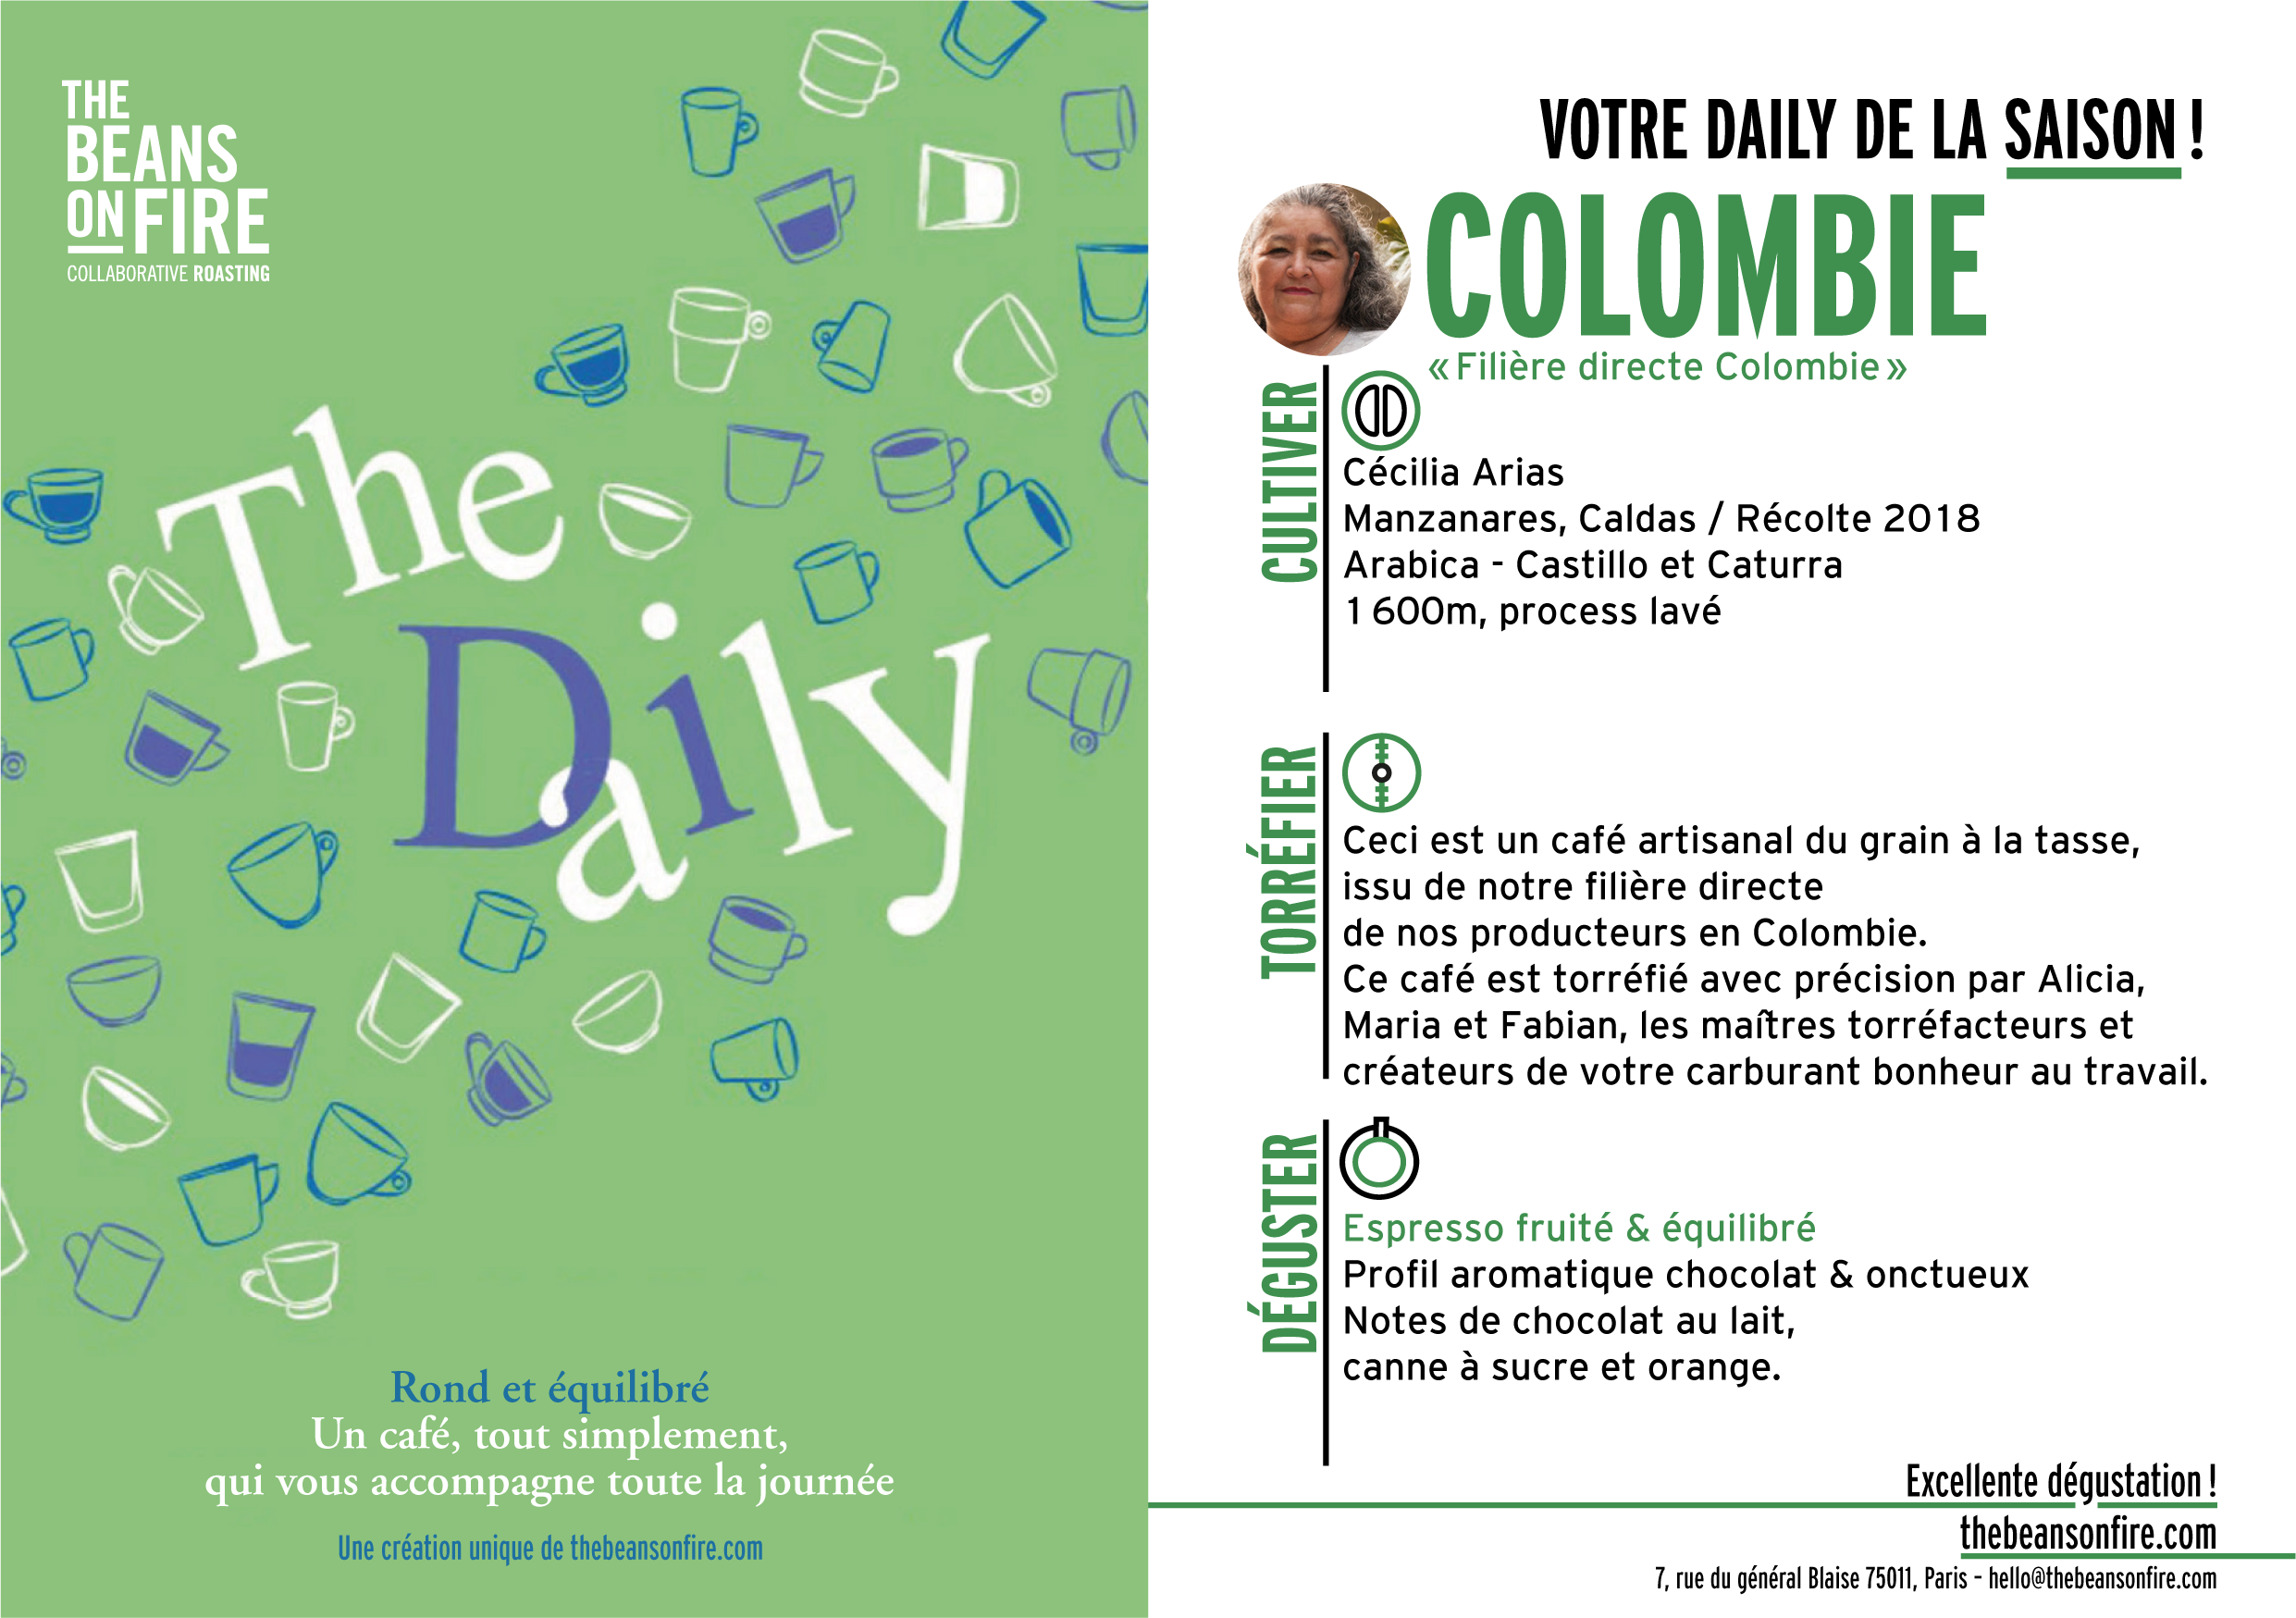 THE
BEANS
ON FIRE
COLLABORATIVE ROASTING
The
Daily
Rond et équilibré
Un café, tout simplement,
qui vous accompagne toute la journée
Une création unique de thebeansonfire.com
VOTRE DAILY DE LA SAISON !
COLOMBIE
« Filière directe Colombie »
CULTIVER
Cécilia Arias
Manzanares, Caldas / Récolte 2018
Arabica - Castillo et Caturra
1 600m, process lavé
TORRÉFIER
Ceci est un café artisanal du grain à la tasse,
issu de notre filière directe
de nos producteurs en Colombie.
Ce café est torréfié avec précision par Alicia,
Maria et Fabian, les maîtres torréfacteurs et
créateurs de votre carburant bonheur au travail.
DÉGUSTER
Espresso fruité & équilibré
Profil aromatique chocolat & onctueux
Notes de chocolat au lait,
canne à sucre et orange.
Excellente dégustation !
thebeansonfire.com
7, rue du général Blaise 75011, Paris - hello@thebeansonfire.com